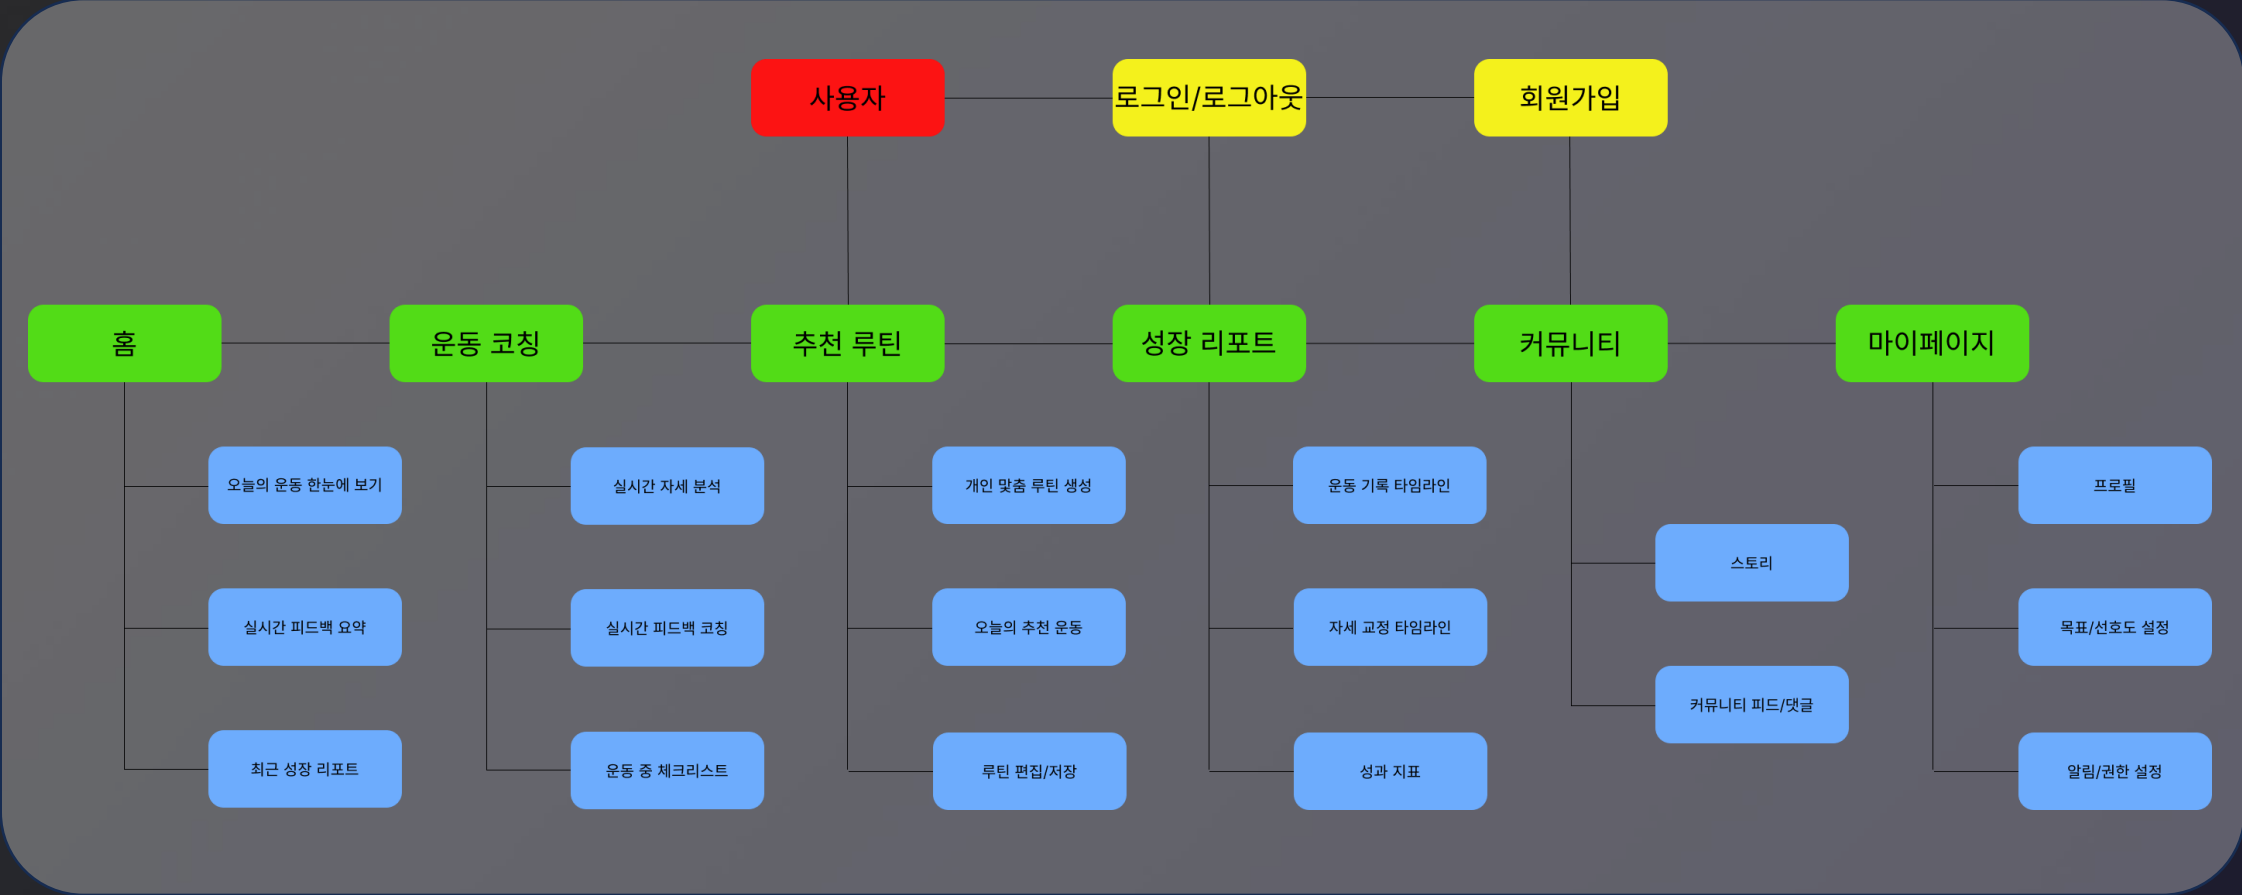 사용자
로그인/로그아웃
회원가입
홈
운동 코칭
추천 루틴
성장 리포트
커뮤니티
마이페이지
오늘의 운동 한눈에 보기
실시간 피드백 요약
최근 성장 리포트
실시간 자세 분석
실시간 피드백 코칭
운동 중 체크리스트
개인 맟춤 루틴 생성
오늘의 추천 운동
루틴 편집/저장
운동 기록 타임라인
자세 교정 타임라인
성과 지표
스토리
커뮤니티 피드/댓글
프로필
목표/선호도 설정
알림/권한 설정